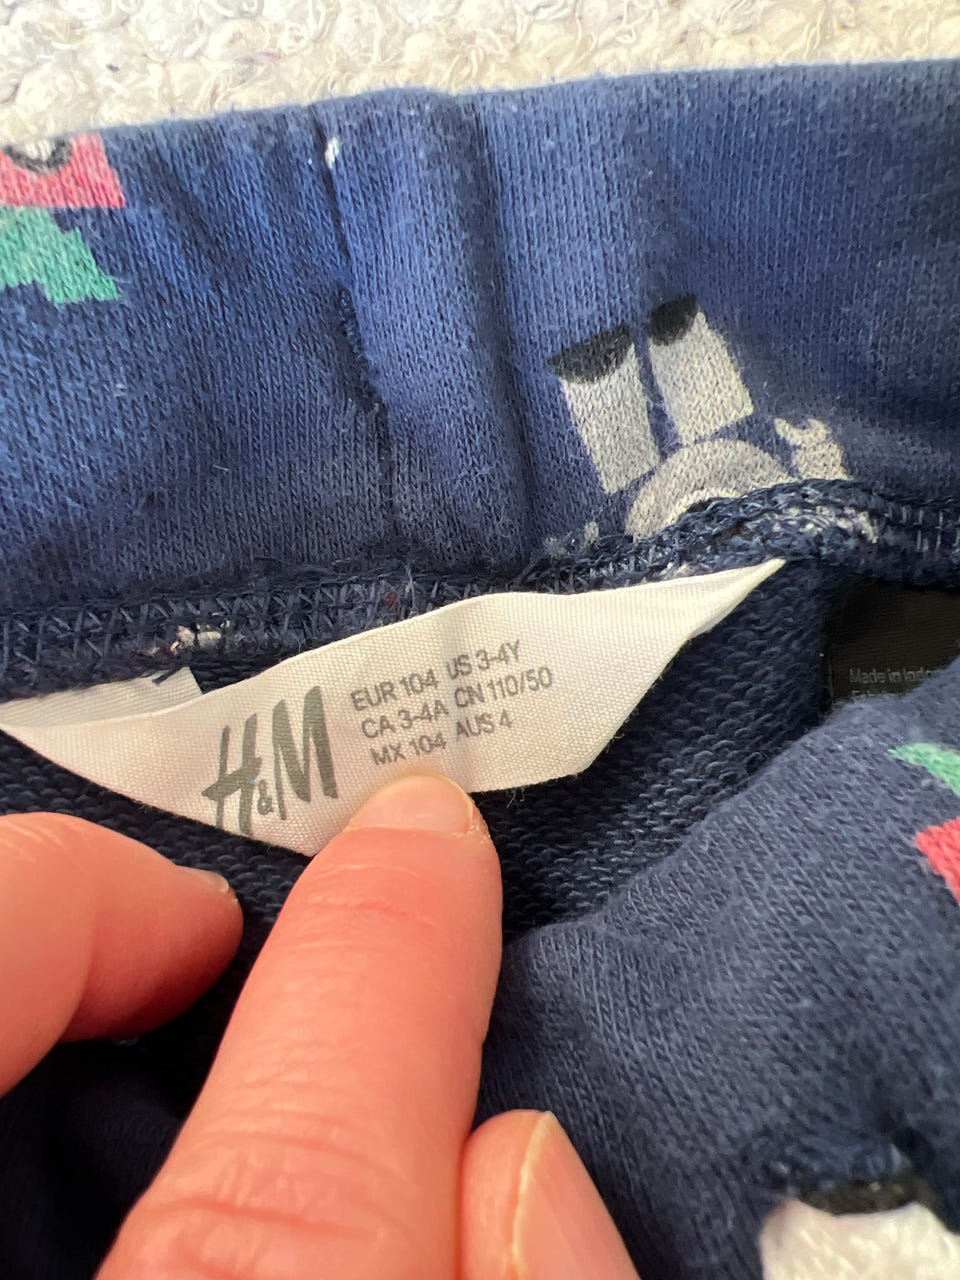 H&M
EUR 104 US 3-4Y
CA 3-4A CN 110/50
MX 104 AUS 4
Made in